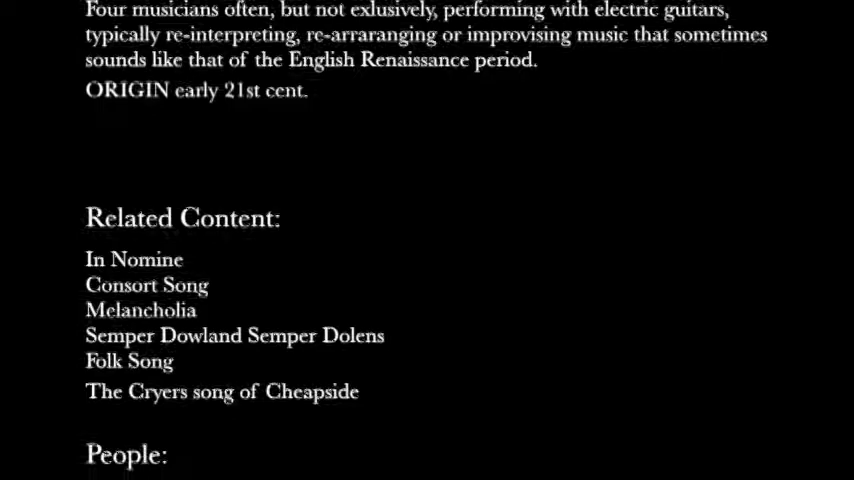 Four musicians often, but not exlusively, performing with electric guitars,
typically re-interpreting, re-arraranging or improvising music that sometimes
sounds like that of the English Renaissance period.
ORIGIN early 21st cent.
Related Content:
In Nomine
Consort Song
Melancholia
Semper Dowland Semper Dolens
Folk Song
The Cryers song of Cheapside
People: